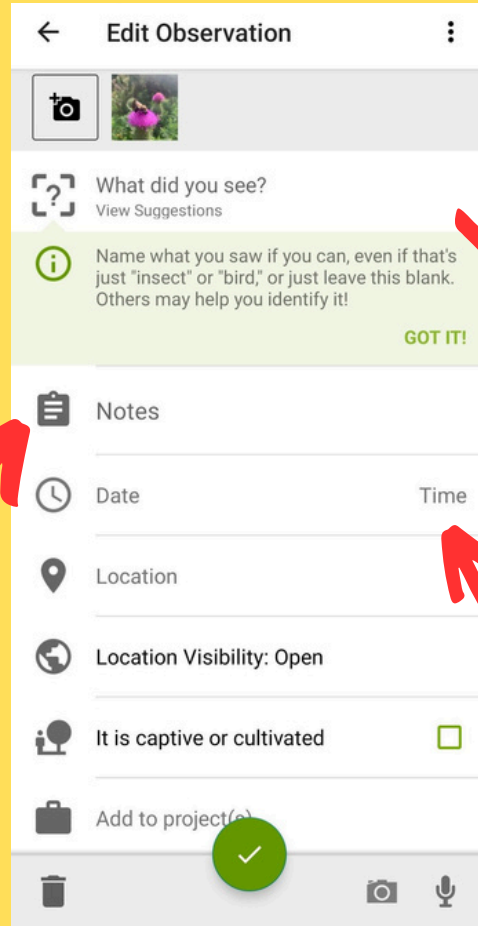 Edit Observation
What did you see?
View Suggestions
Name what you saw if you can, even if that's
just "insect" or "bird," or just leave this blank.
Others may help you identify it!
GOT IT!
Notes
Date Time
Location
Location Visibility: Open
It is captive or cultivated
Add to project(s)